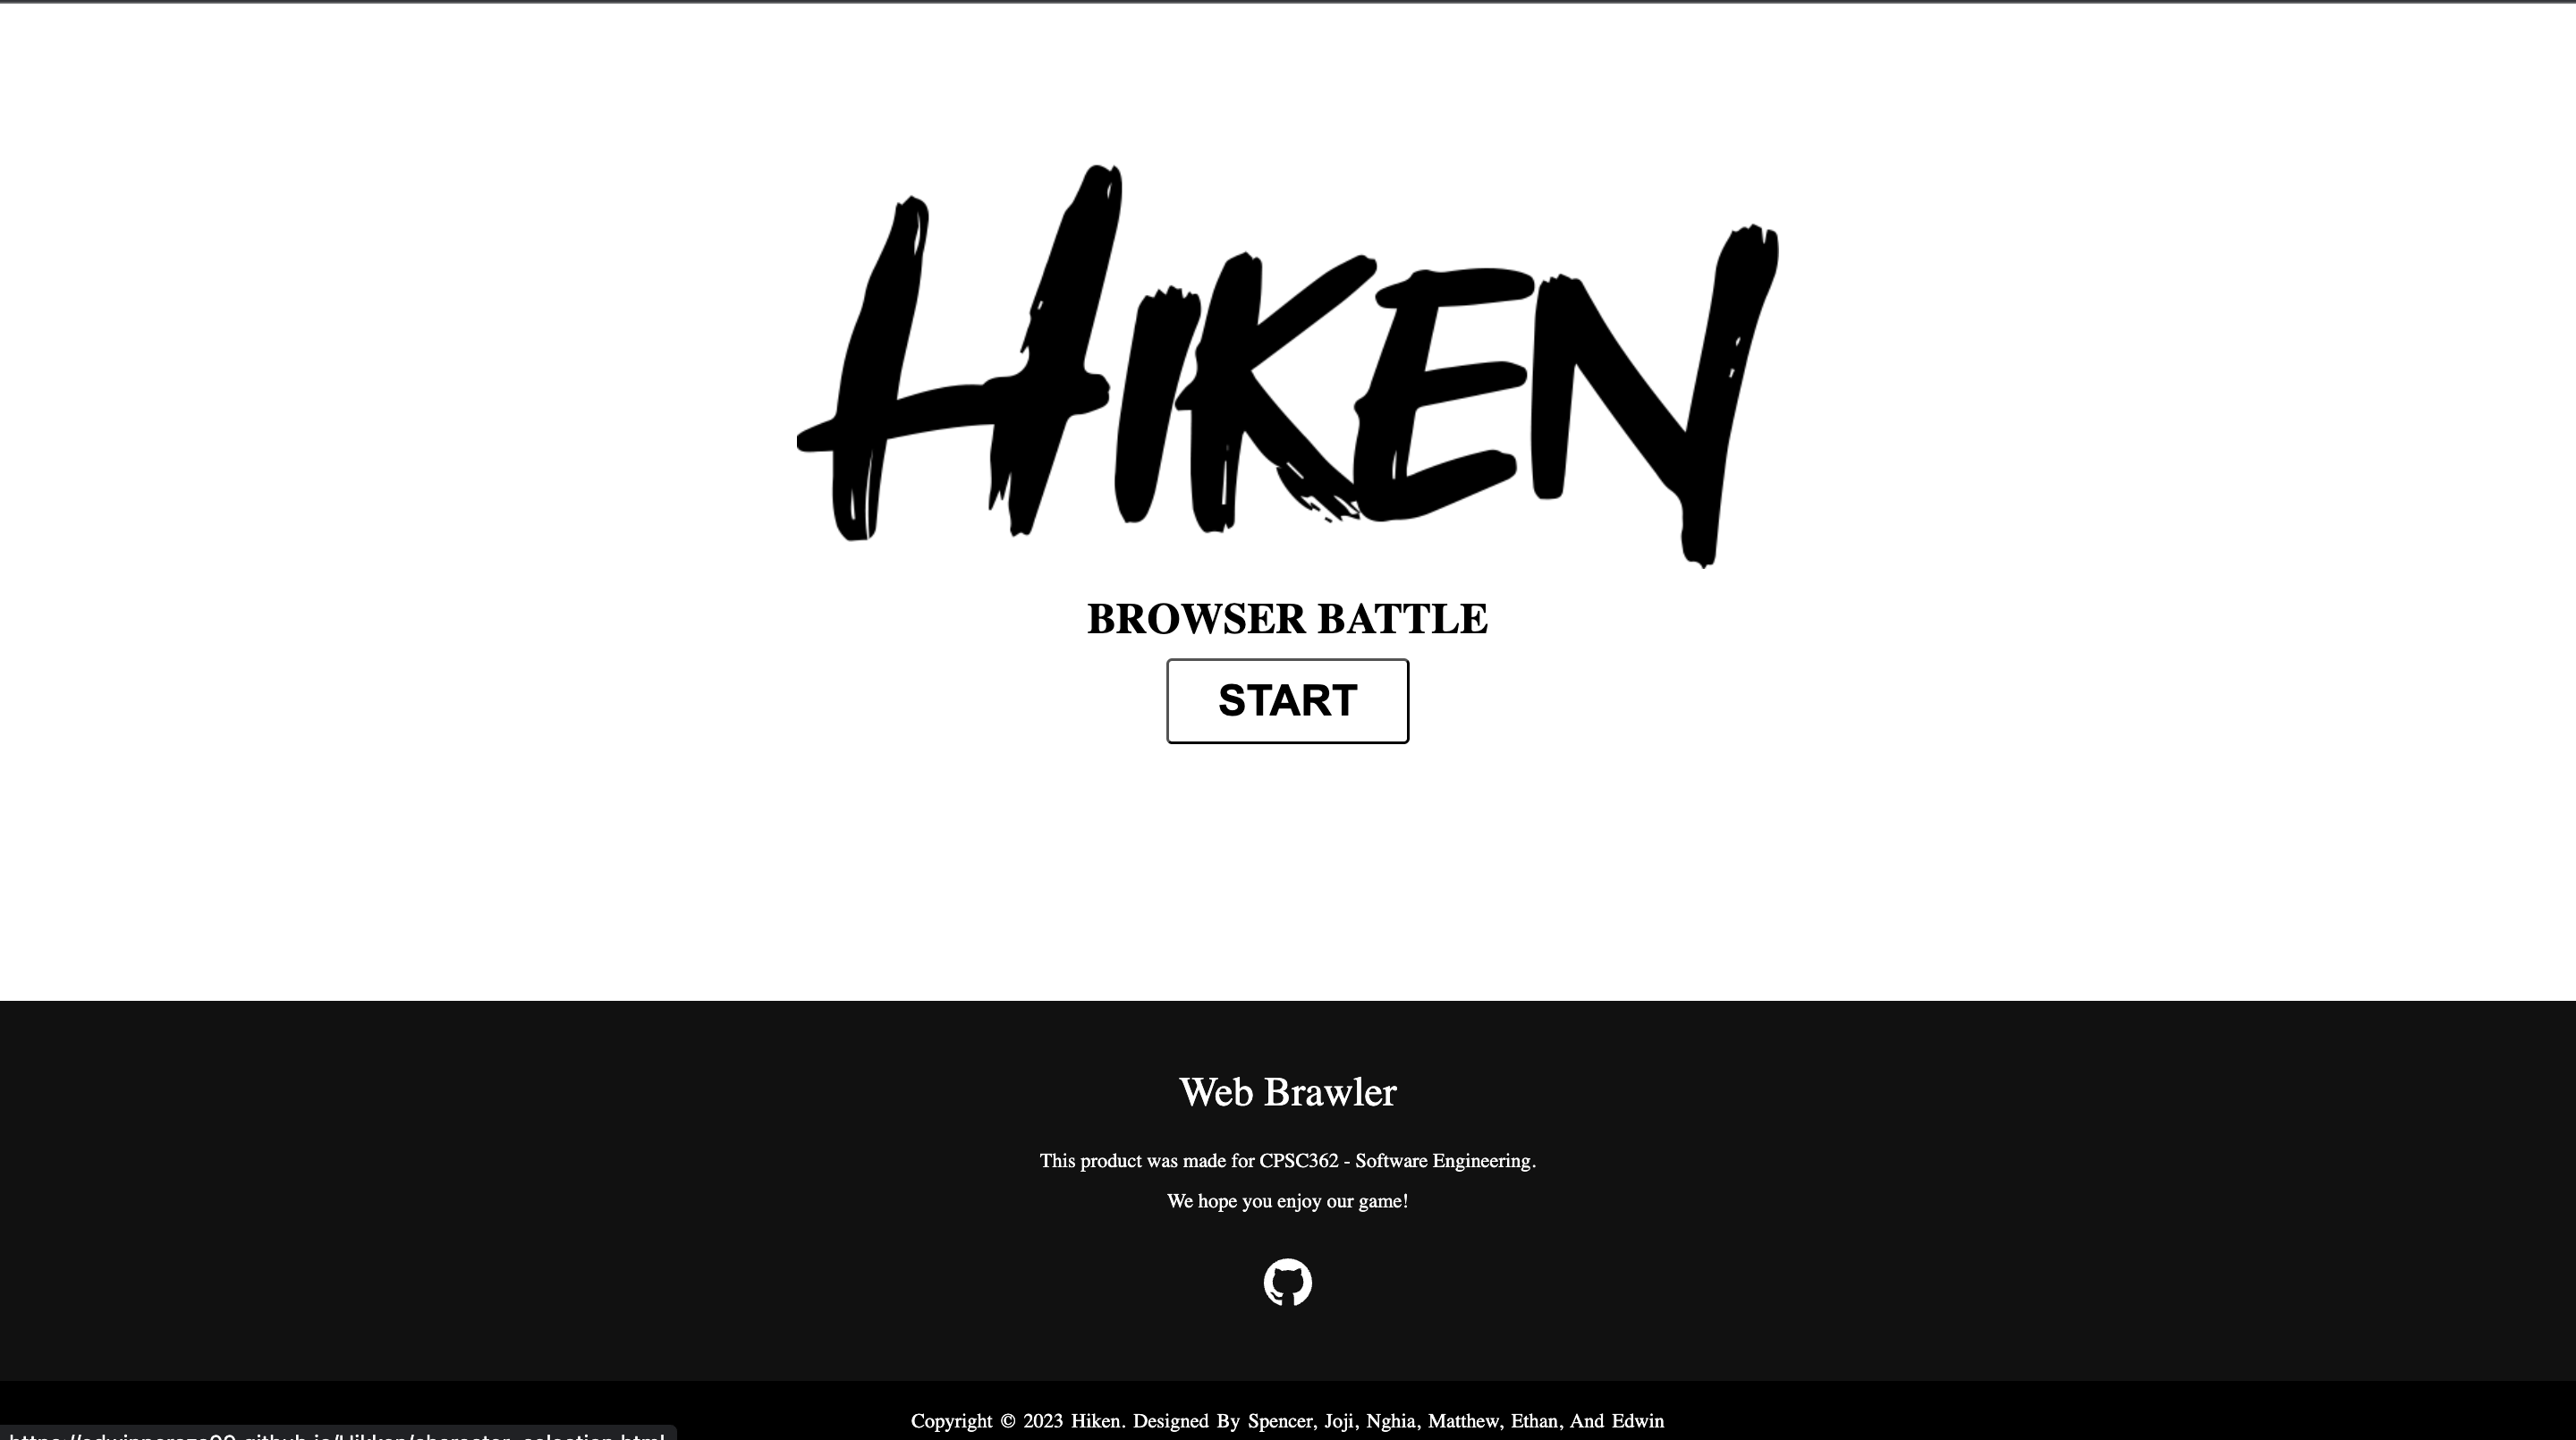 HIKEN
BROWSER BATTLE
START
Web Brawler
This product was made for CPSC362 - Software Engineering.
We hope you enjoy our game!
Copyright © 2023 Hiken. Designed By Spencer, Joji, Nghia, Matthew, Ethan, And Edwin